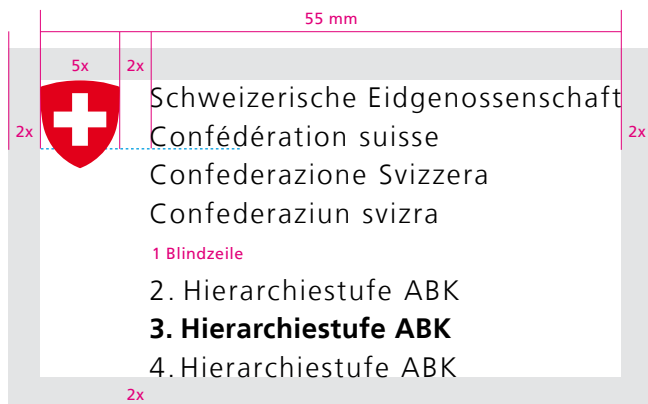 55 mm
5x 2x
Schweizerische Eidgenossenschaft
2x Confédération suisse 2x
Confederazione Svizzera
Confederaziun svizra
1 Blindzeile
2. Hierarchiestufe ABK
3. Hierarchiestufe ABK
4. Hierarchiestufe ABK
2x